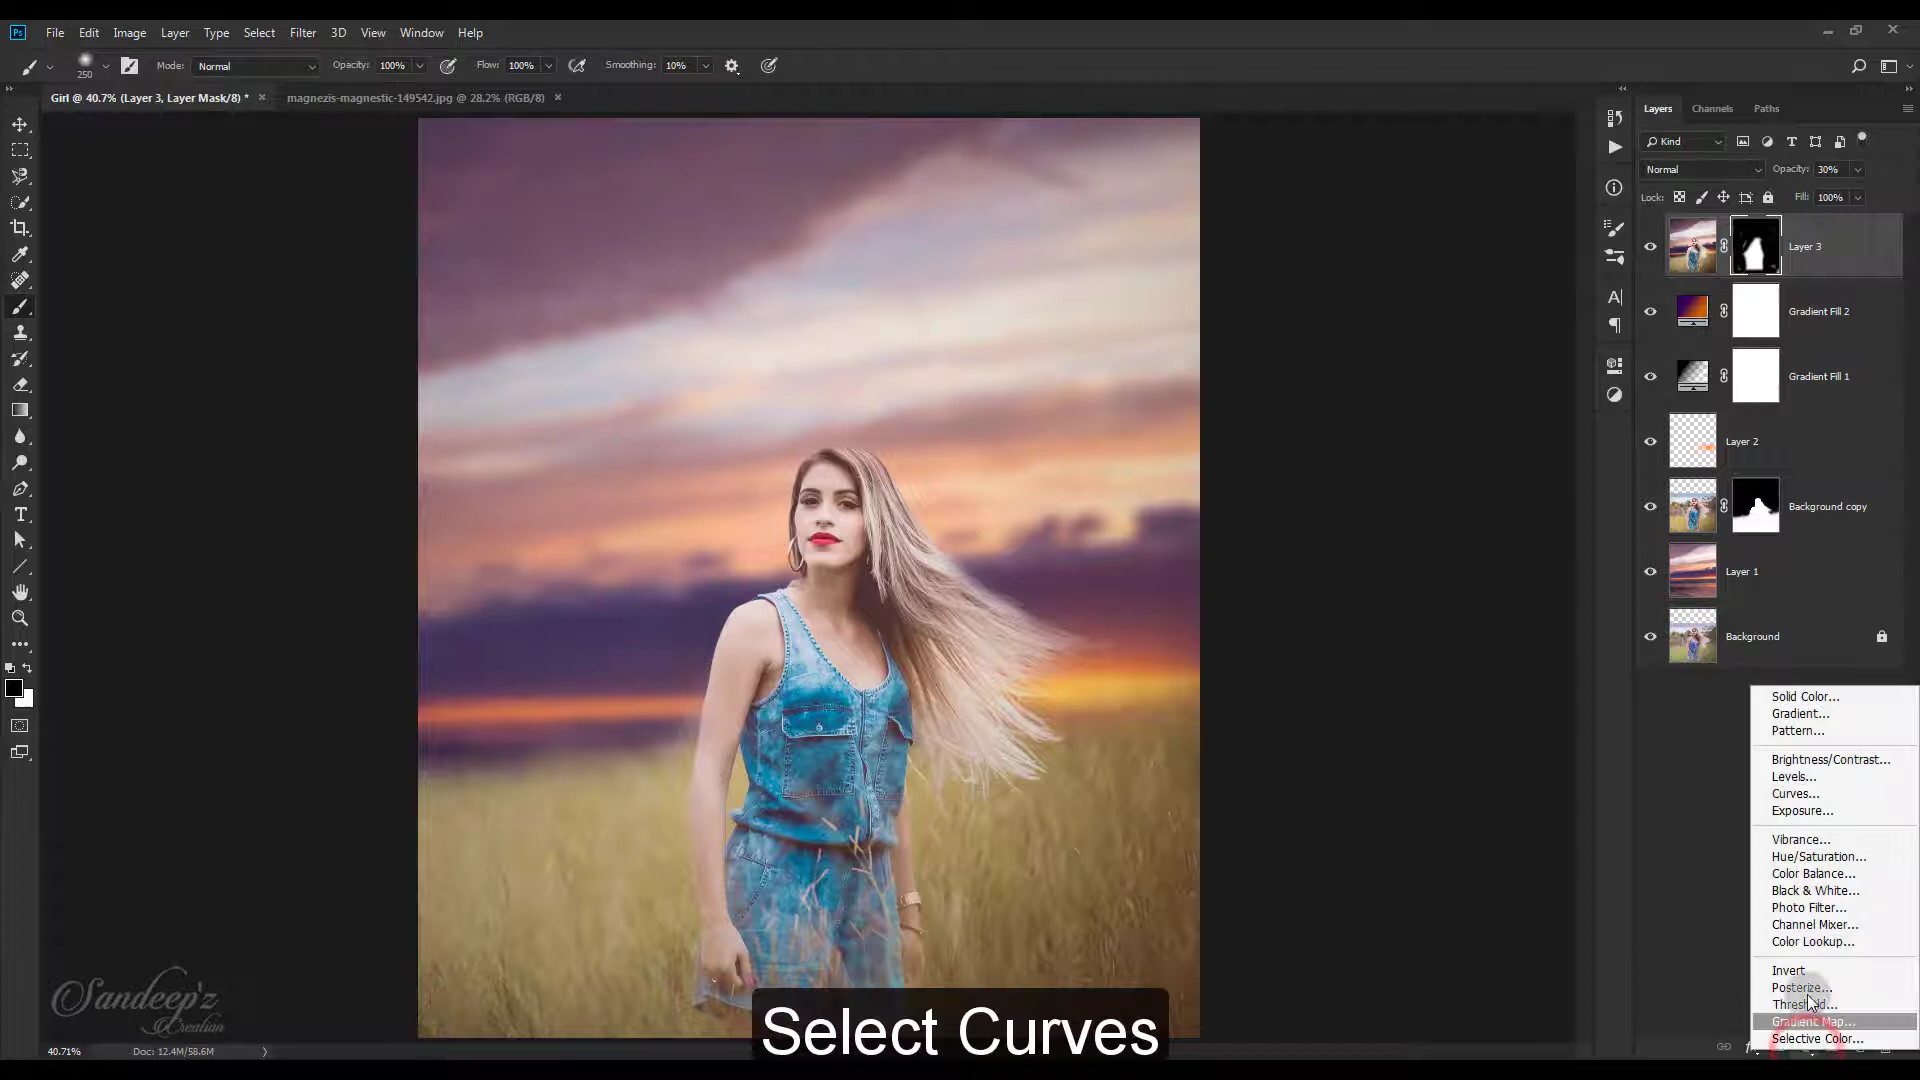 Ps File Edit Image Layer Type Select Filter 3D View Window Help
250 Mode: Normal Opacity: 100% Flow: 100% Smoothing: 10%
Girl @ 40.7% (Layer 3, Layer Mask/8) * magnezis-magnestic-149542.jpg @ 28.2% (RGB/8)
Layers Channels Paths
Kind
Normal Opacity: 30%
Lock: Fill: 100%
Layer 3
Gradient Fill 2
Gradient Fill 1
Layer 2
Background copy
Layer 1
Background
Solid Color...
Gradient...
Pattern...
Brightness/Contrast...
Levels...
Curves...
Exposure...
Vibrance...
Hue/Saturation...
Color Balance...
Black & White...
Photo Filter...
Channel Mixer...
Color Lookup...
Invert
Posterize...
Threshold...
Gradient Map...
Selective Color...
Sandeep'z
Creation
Select Curves
40.71% Doc: 12.4M/58.6M